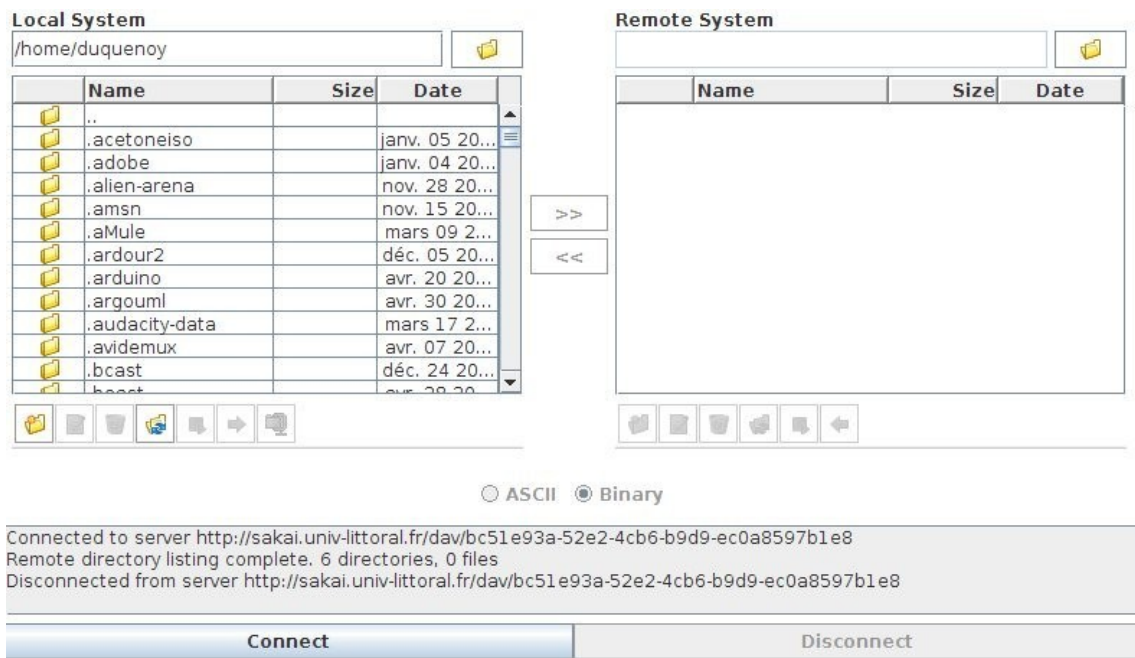 Local System
/home/duquenoy
Name Size Date
..
.acetoneiso janv. 05 20...
.adobe janv. 04 20...
.alien-arena nov. 28 20...
.amsn nov. 15 20...
.aMule mars 09 2...
.ardour2 déc. 05 20...
.arduino avr. 20 20...
.argouml avr. 30 20...
.audacity-data mars 17 2...
.avidemux avr. 07 20...
.bcast déc. 24 20...
>>
<<
Remote System
Name Size Date
ASCII Binary
Connected to server http://sakai.univ-littoral.fr/dav/bc51e93a-52e2-4cb6-b9d9-ec0a8597b1e8
Remote directory listing complete. 6 directories, 0 files
Disconnected from server http://sakai.univ-littoral.fr/dav/bc51e93a-52e2-4cb6-b9d9-ec0a8597b1e8
Connect Disconnect